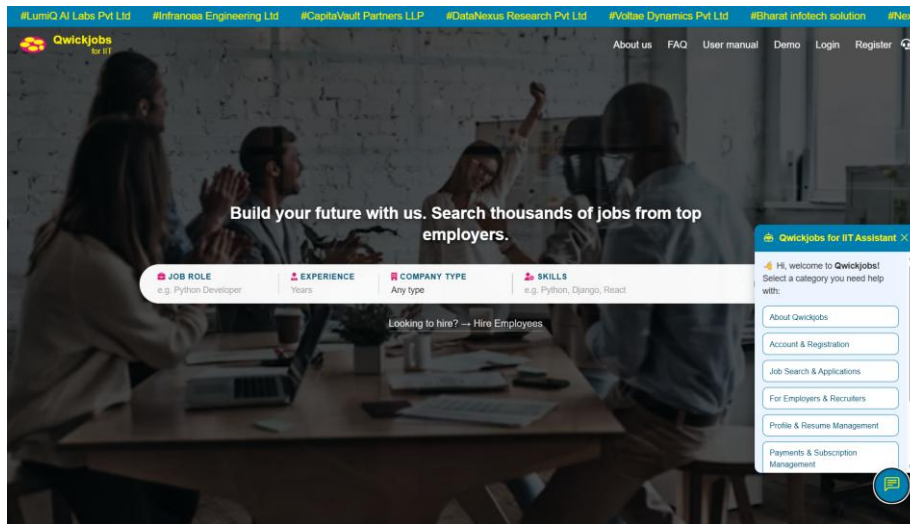 #LumiQ AI Labs Pvt Ltd #Infranoea Engineering Ltd #CapitaVault Partners LLP #DataNexus Research Pvt Ltd #Voltae Dynamics Pvt Ltd #Bharat infotech solution #Nex
Qwickjobs
for IIT
About us FAQ User manual Demo Login Register
Build your future with us. Search thousands of jobs from top
employers.
JOB ROLE EXPERIENCE COMPANY TYPE SKILLS
e.g. Python Developer Years Any type e.g. Python, Django, React
Looking to hire? → Hire Employees
Qwickjobs for IIT Assistant ×
Hi, welcome to Qwickjobs!
Select a category you need help
with:
About Qwickjobs
Account & Registration
Job Search & Applications
For Employers & Recruiters
Profile & Resume Management
Payments & Subscription
Management